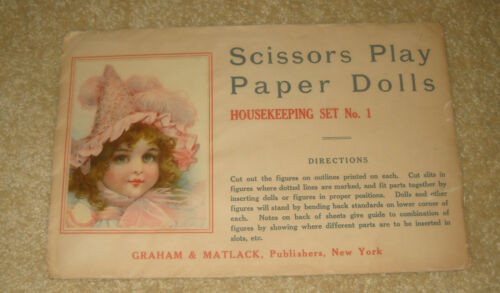 Scissors Play
Paper Dolls
HOUSEKEEPING SET No. 1
DIRECTIONS
Cut out the figures on outlines printed on each. Cut slits in
figures where dotted lines are marked, and fit parts together by
inserting dolls or figures in proper positions. Dolls and other
figures will stand by bending back standards on lower corner of
each. Notes on back of sheets give guide to combination of
figures by showing where different parts are to be inserted in
slots, etc.
GRAHAM & MATLACK, Publishers, New York